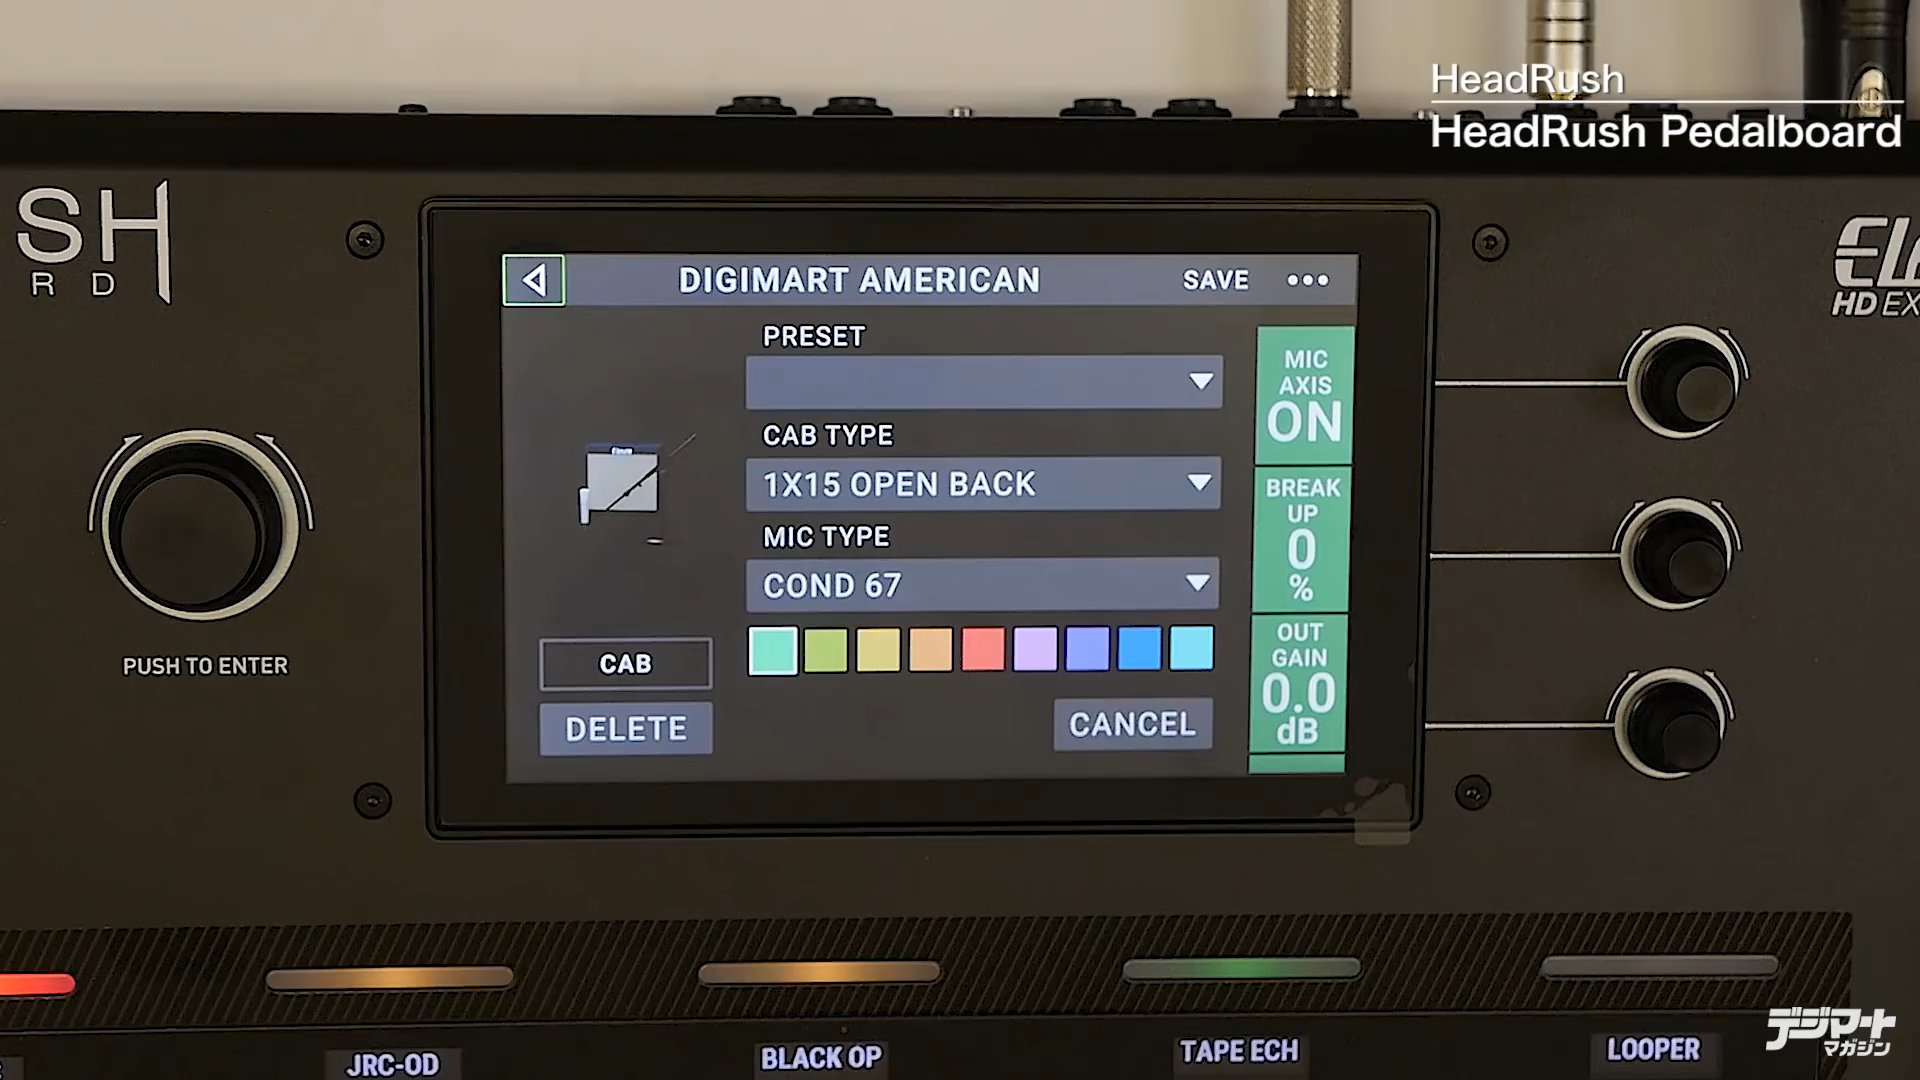 HeadRush
HeadRush Pedalboard
SH
RD
HD EX
DIGIMART AMERICAN
SAVE
PRESET
CAB TYPE
1X15 OPEN BACK
MIC TYPE
COND 67
CAB
DELETE
CANCEL
MIC
AXIS
ON
BREAK
UP
0
%
OUT
GAIN
0.0
dB
PUSH TO ENTER
JRC-OD
BLACK OP
TAPE ECH
LOOPER
デジマート
マガジン